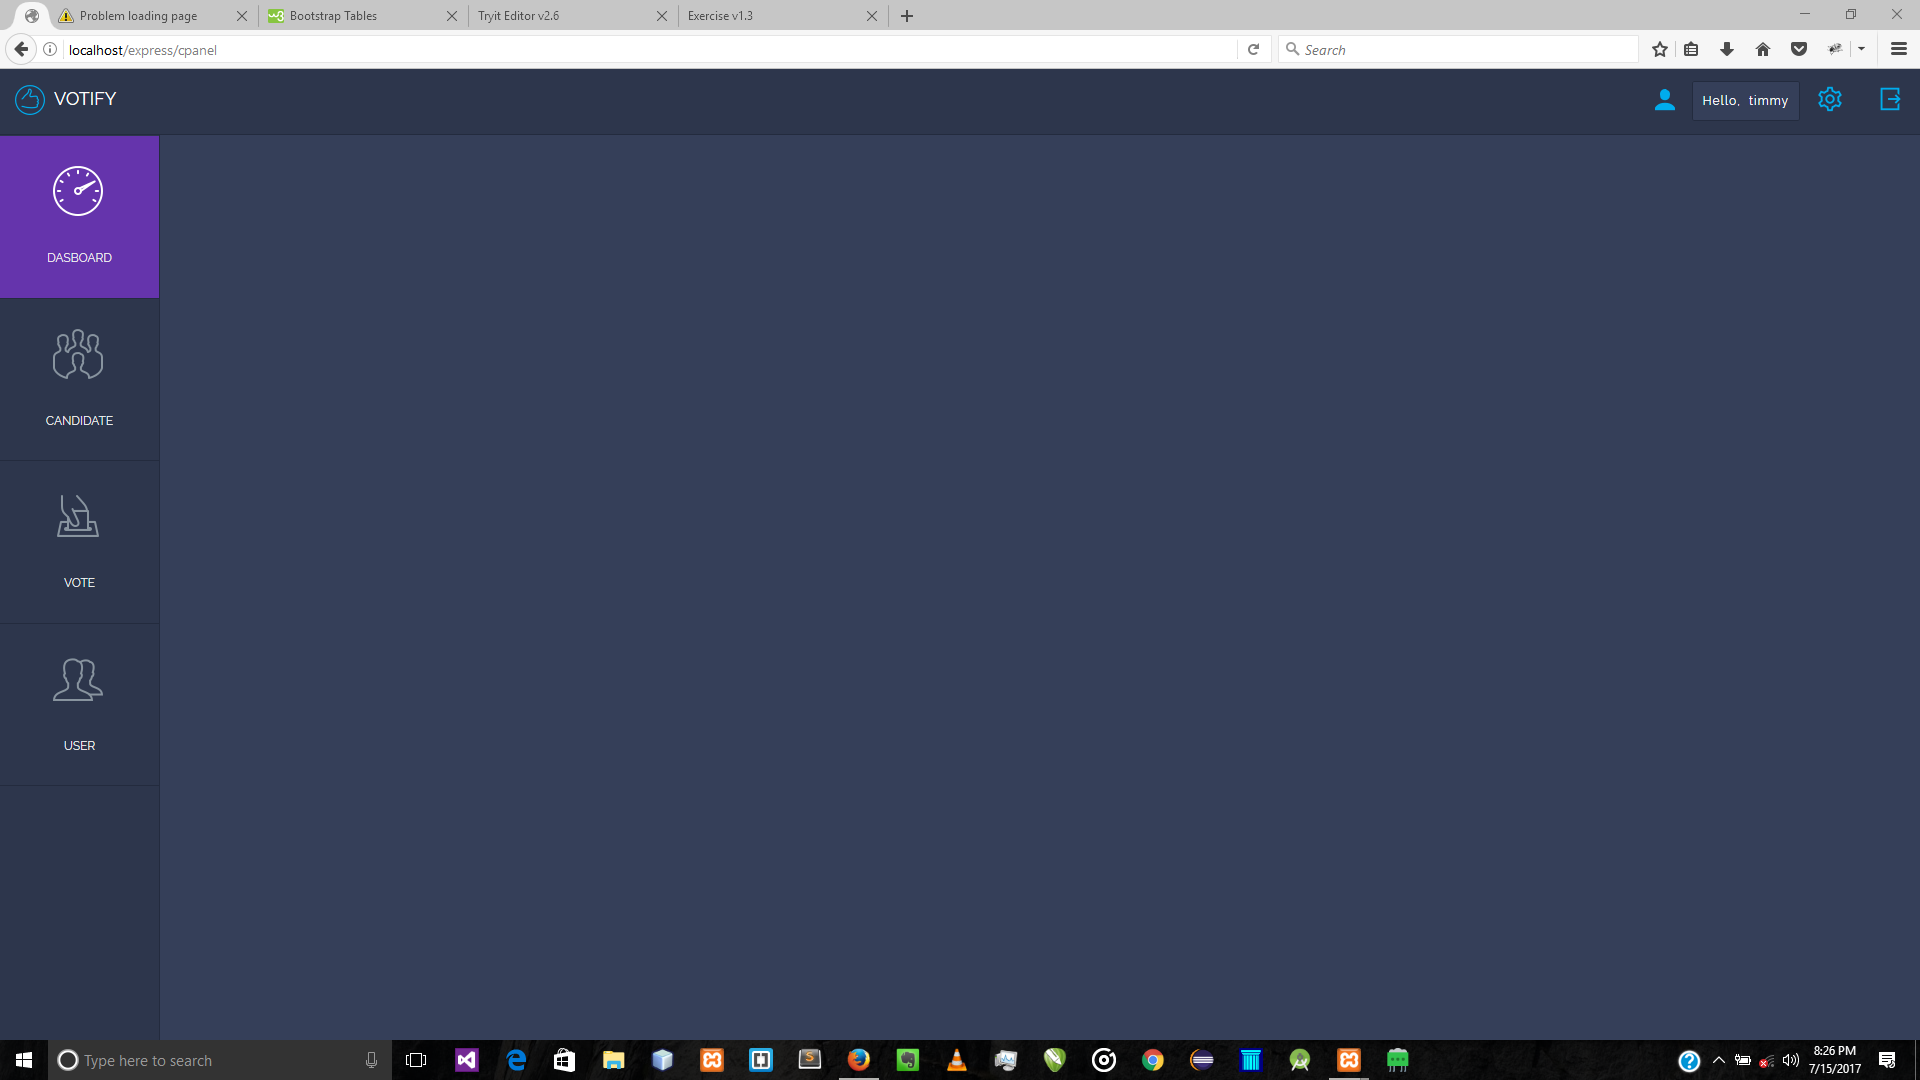 Problem loading page
Bootstrap Tables
Tryit Editor v2.6
Exercise v1.3
localhost/express/cpanel
Search
VOTIFY
Hello, timmy
DASBOARD
CANDIDATE
VOTE
USER
Type here to search
8:26 PM
7/15/2017